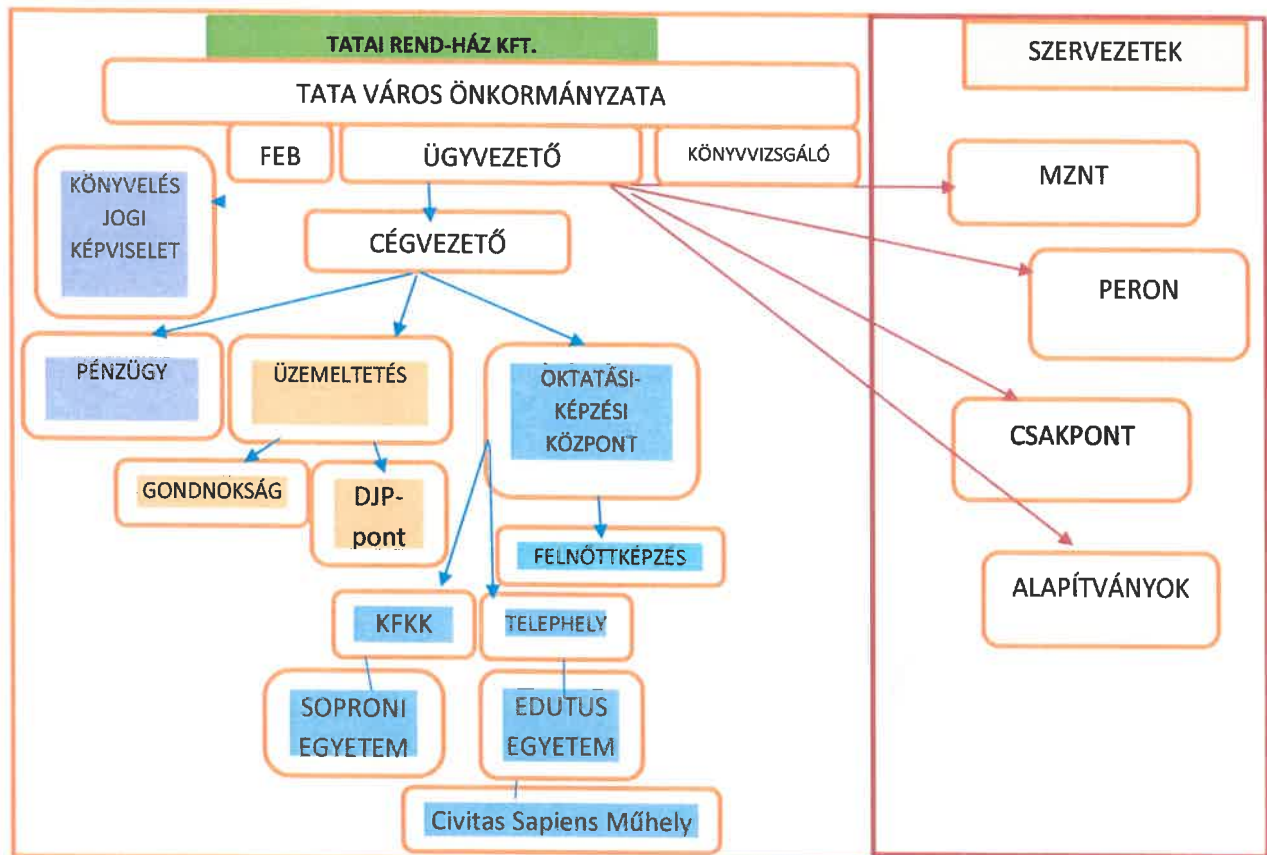 TATAI REND-HÁZ KFT.
TATA VÁROS ÖNKORMÁNYZATA
FEB
ÜGYVEZETŐ
KÖNYVVIZSGÁLÓ
KÖNYVELÉS
JOGI
KÉPVISELET
CÉGVEZETŐ
PÉNZÜGY
ÜZEMELTETÉS
OKTATÁSI-
KÉPZÉSI
KÖZPONT
GONDNOKSÁG
DJP-
pont
FELNŐTTKÉPZÉS
KFKK
TELEPHELY
SOPRONI
EGYETEM
EDUTUS
EGYETEM
Civitas Sapiens Műhely
SZERVEZETEK
MZNT
PERON
CSAKPONT
ALAPÍTVÁNYOK